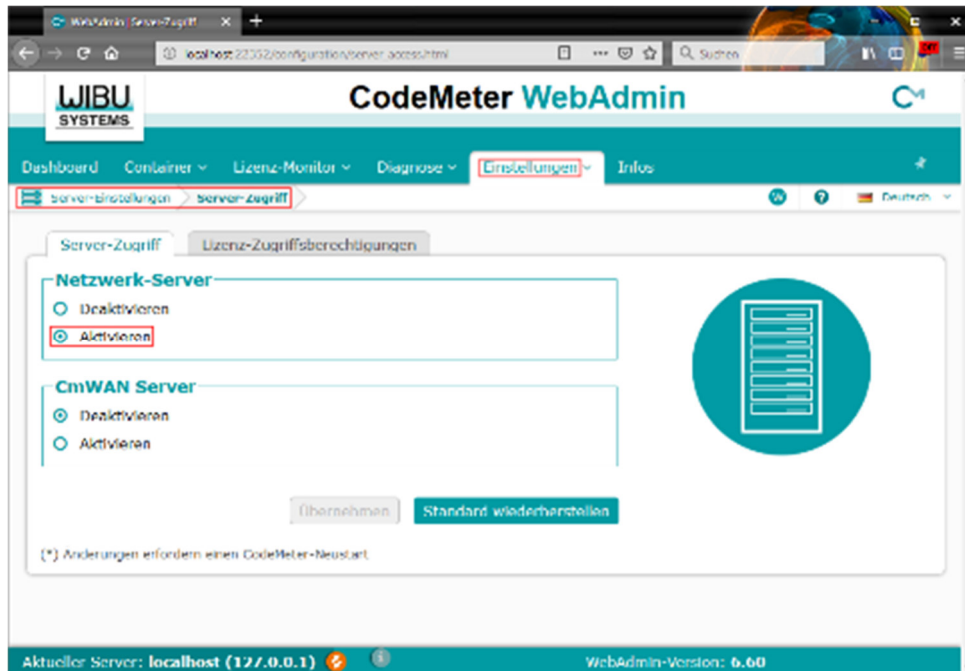 WebAdmin | Server-Zugriff
localhost:22352/configuration/server_access.html
Suchen
OFF
WIBU
SYSTEMS
CodeMeter WebAdmin
Dashboard Container Lizenz-Monitor Diagnose Einstellungen Infos
Server-Einstellungen Server-Zugriff
W ? Deutsch
Server-Zugriff Lizenz-Zugriffsberechtigungen
Netzwerk-Server
Deaktivieren
Aktivieren
CmWAN Server
Deaktivieren
Aktivieren
Übernehmen Standard wiederherstellen
(*) Änderungen erfordern einen CodeMeter-Neustart
Aktueller Server: localhost (127.0.0.1) WebAdmin-Version: 6.60